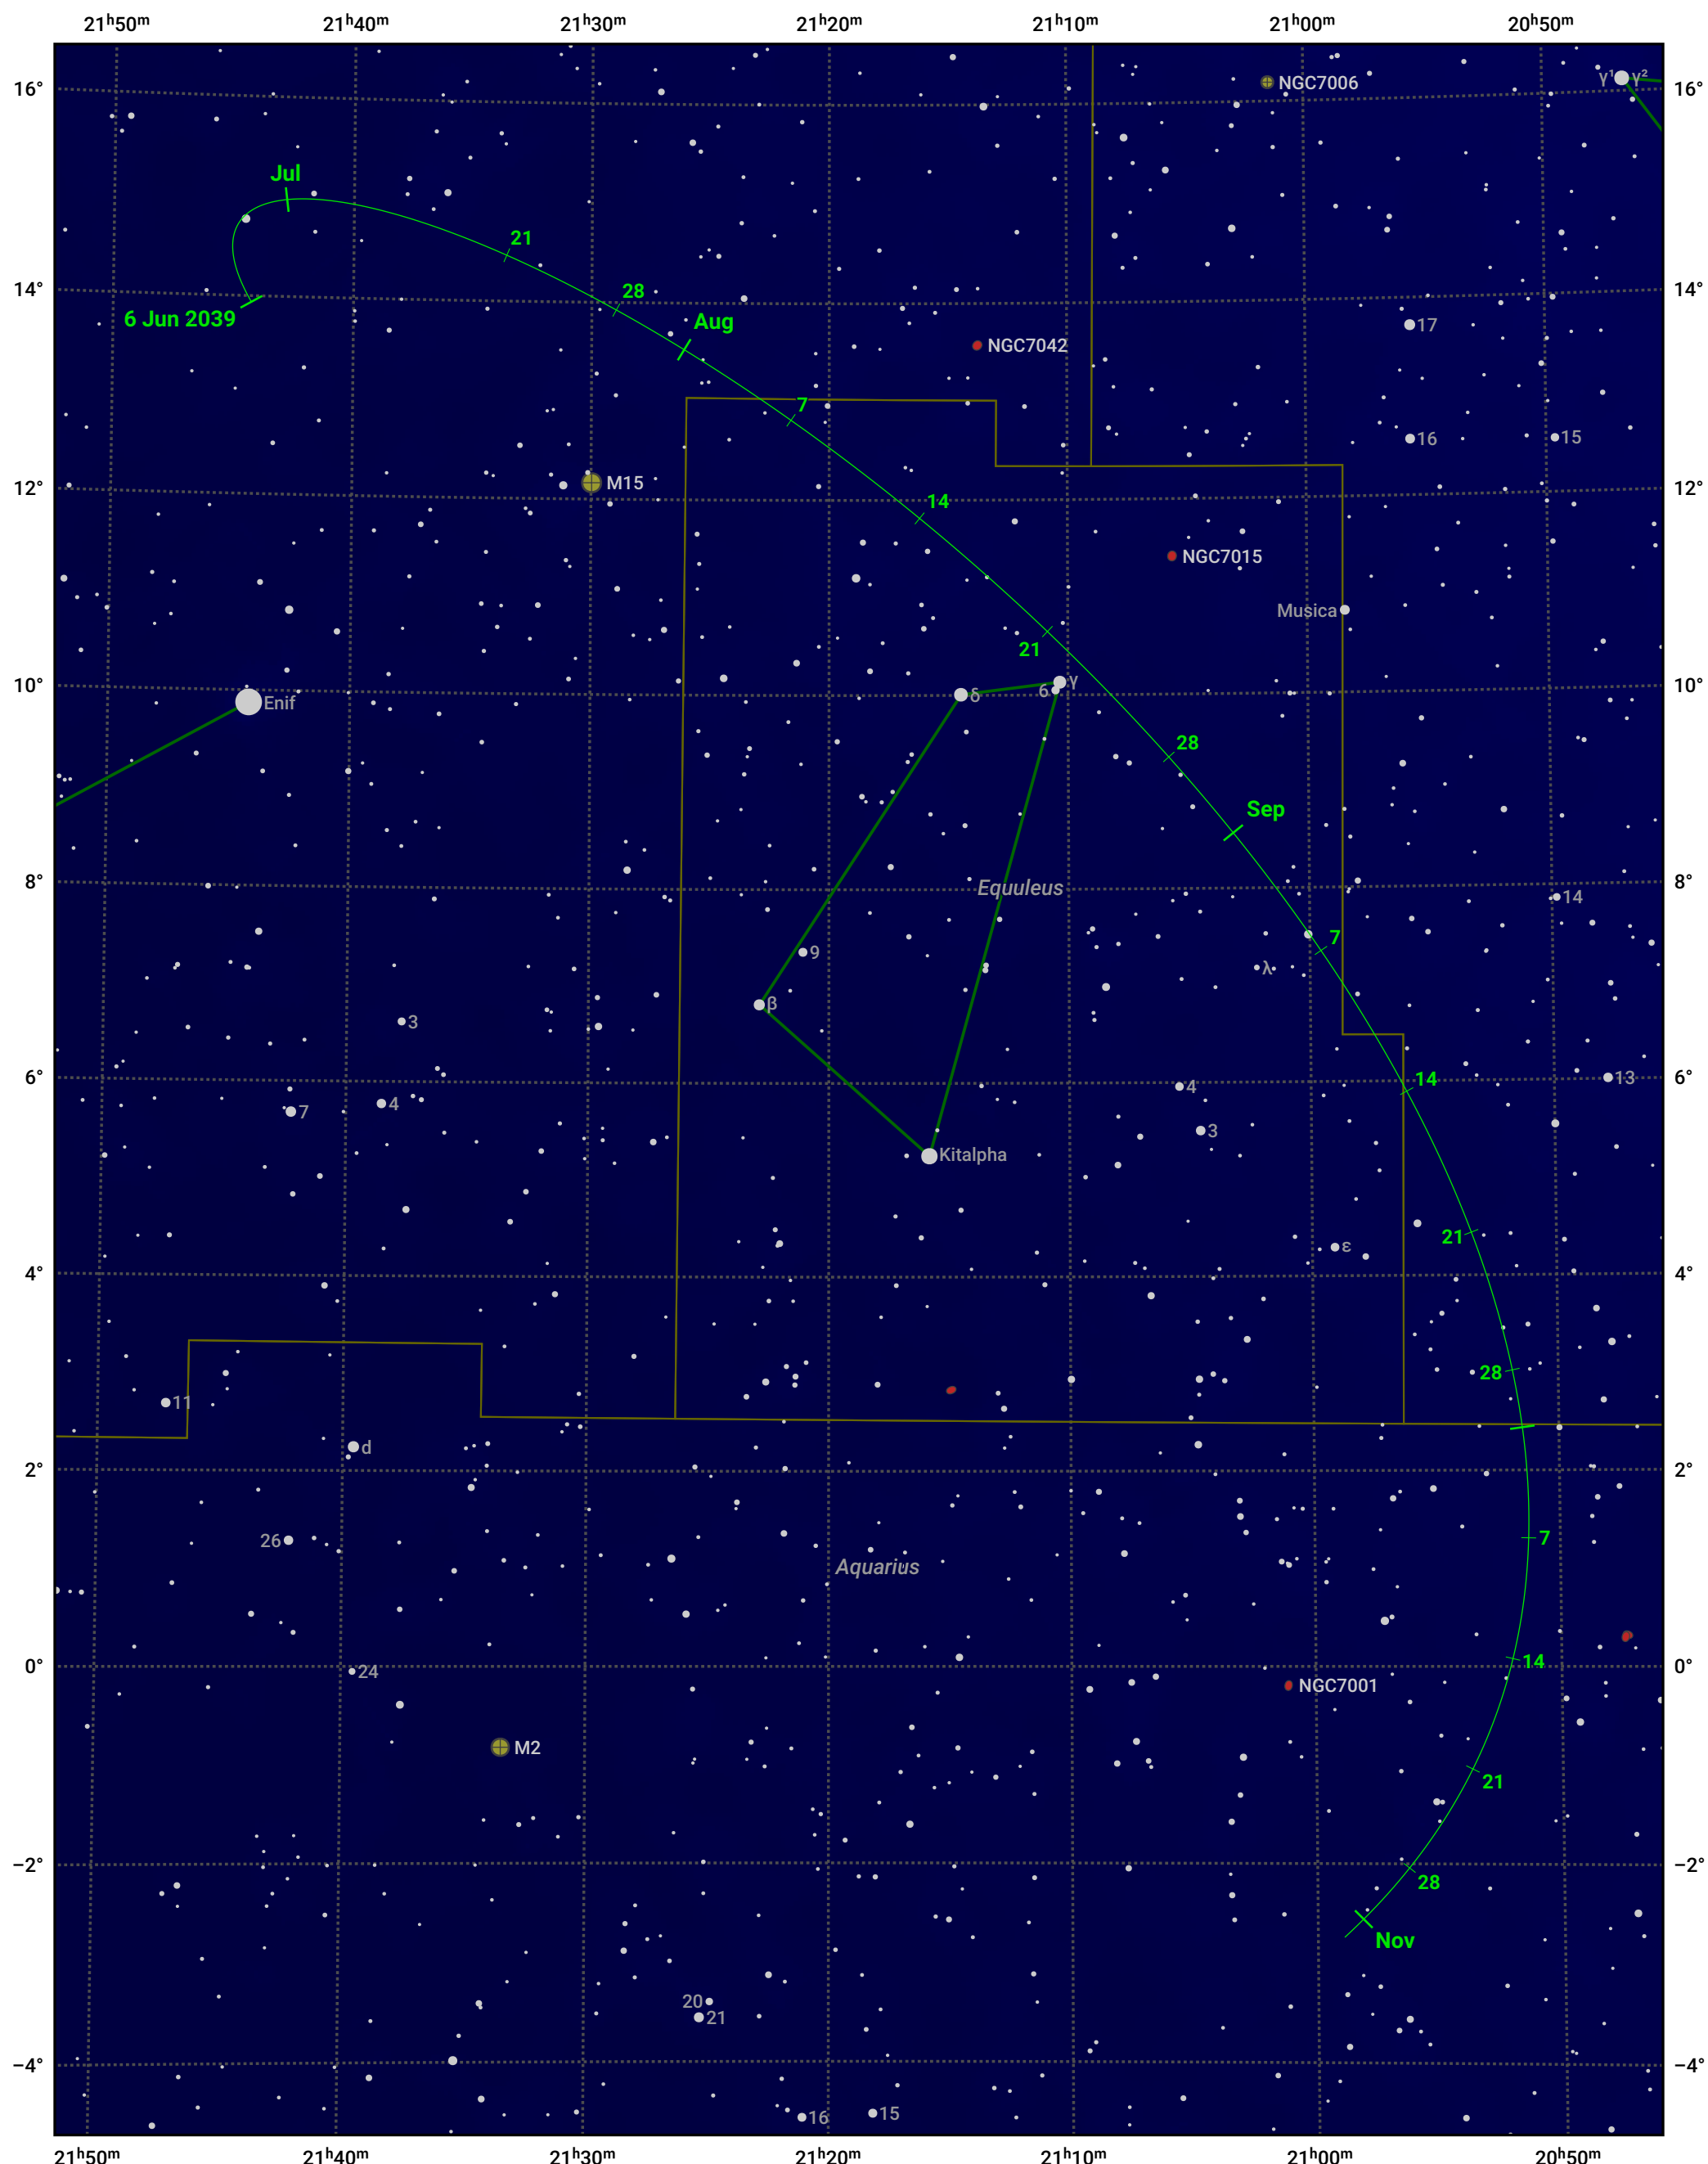 21ʰ50ᵐ 21ʰ40ᵐ 21ʰ30ᵐ 21ʰ20ᵐ 21ʰ10ᵐ 21ʰ00ᵐ 20ʰ50ᵐ
γ¹ γ²
NGC7006
16° 16°
Jul
21
14° 14°
28
6 Jun 2039
Aug
17
NGC7042
7
16
15
M15
12° 12°
14
NGC7015
Musica
21
10° 10°
γ
6
δ
Enif
28
Sep
8° 8°
Equuleus
14
7
9
λ
β
3
6° 6°
13
14
4
4
7
3
Kitalpha
21
ε
4° 4°
28
11
d
2° 2°
7
26
Aquarius
14
0° 0°
24
NGC7001
M2
21
−2° −2°
28
Nov
20
21
−4° −4°
15
16
21ʰ50ᵐ 21ʰ40ᵐ 21ʰ30ᵐ 21ʰ20ᵐ 21ʰ10ᵐ 21ʰ00ᵐ 20ʰ50ᵐ